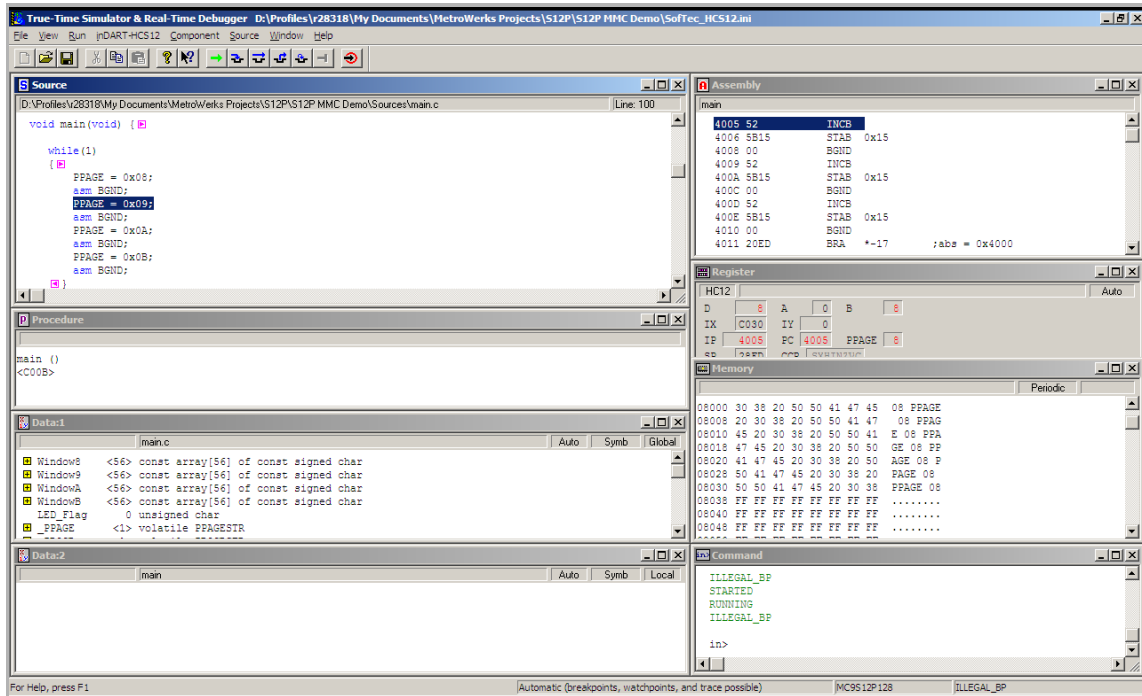 True-Time Simulator & Real-Time Debugger D:\Profiles\r28318\My Documents\MetroWerks Projects\S12P\S12P MMC Demo\SofTec_HCS12.ini
File View Run inDART-HCS12 Component Source Window Help
Source
D:\Profiles\r28318\My Documents\MetroWerks Projects\S12P\S12P MMC Demo\Sources\main.c Line: 100
void main(void) {
while(1)
{
PPAGE = 0x08;
asm BGND;
PPAGE = 0x09;
asm BGND;
PPAGE = 0x0A;
asm BGND;
PPAGE = 0x0B;
asm BGND;
}
Procedure
main ()
<C00B>
Data:1
main.c Auto Symb Global
Window8 <56> const array[56] of const signed char
Window9 <56> const array[56] of const signed char
WindowA <56> const array[56] of const signed char
WindowB <56> const array[56] of const signed char
LED_Flag 0 unsigned char
_PPAGE <1> volatile PPAGESTR
Data:2
main Auto Symb Local
Assembly
main
4005 52 INCB
4006 5B15 STAB 0x15
4008 00 BGND
4009 52 INCB
400A 5B15 STAB 0x15
400C 00 BGND
400D 52 INCB
400E 5B15 STAB 0x15
4010 00 BGND
4011 20ED BRA *-17 ;abs = 0x4000
Register
HC12 Auto
D 8 A 0 B 8
IX C030 IY 0
IP 4005 PC 4005 PPAGE 8
SP 28FD CCR
Memory
Periodic
08000 30 38 20 50 50 41 47 45 08 PPAGE
08008 20 30 38 20 50 50 41 47 08 PPAG
08010 45 20 30 38 20 50 50 41 E 08 PPA
08018 47 45 20 30 38 20 50 50 GE 08 PP
08020 41 47 45 20 30 38 20 50 AGE 08 P
08028 50 41 47 45 20 30 38 20 PAGE 08
08030 50 50 41 47 45 20 30 38 PPAGE 08
08038 FF FF FF FF FF FF FF FF ........
08040 FF FF FF FF FF FF FF FF ........
08048 FF FF FF FF FF FF FF FF ........
Command
ILLEGAL_BP
STARTED
RUNNING
ILLEGAL_BP
in>
For Help, press F1 Automatic (breakpoints, watchpoints, and trace possible) MC9S12P128 ILLEGAL_BP